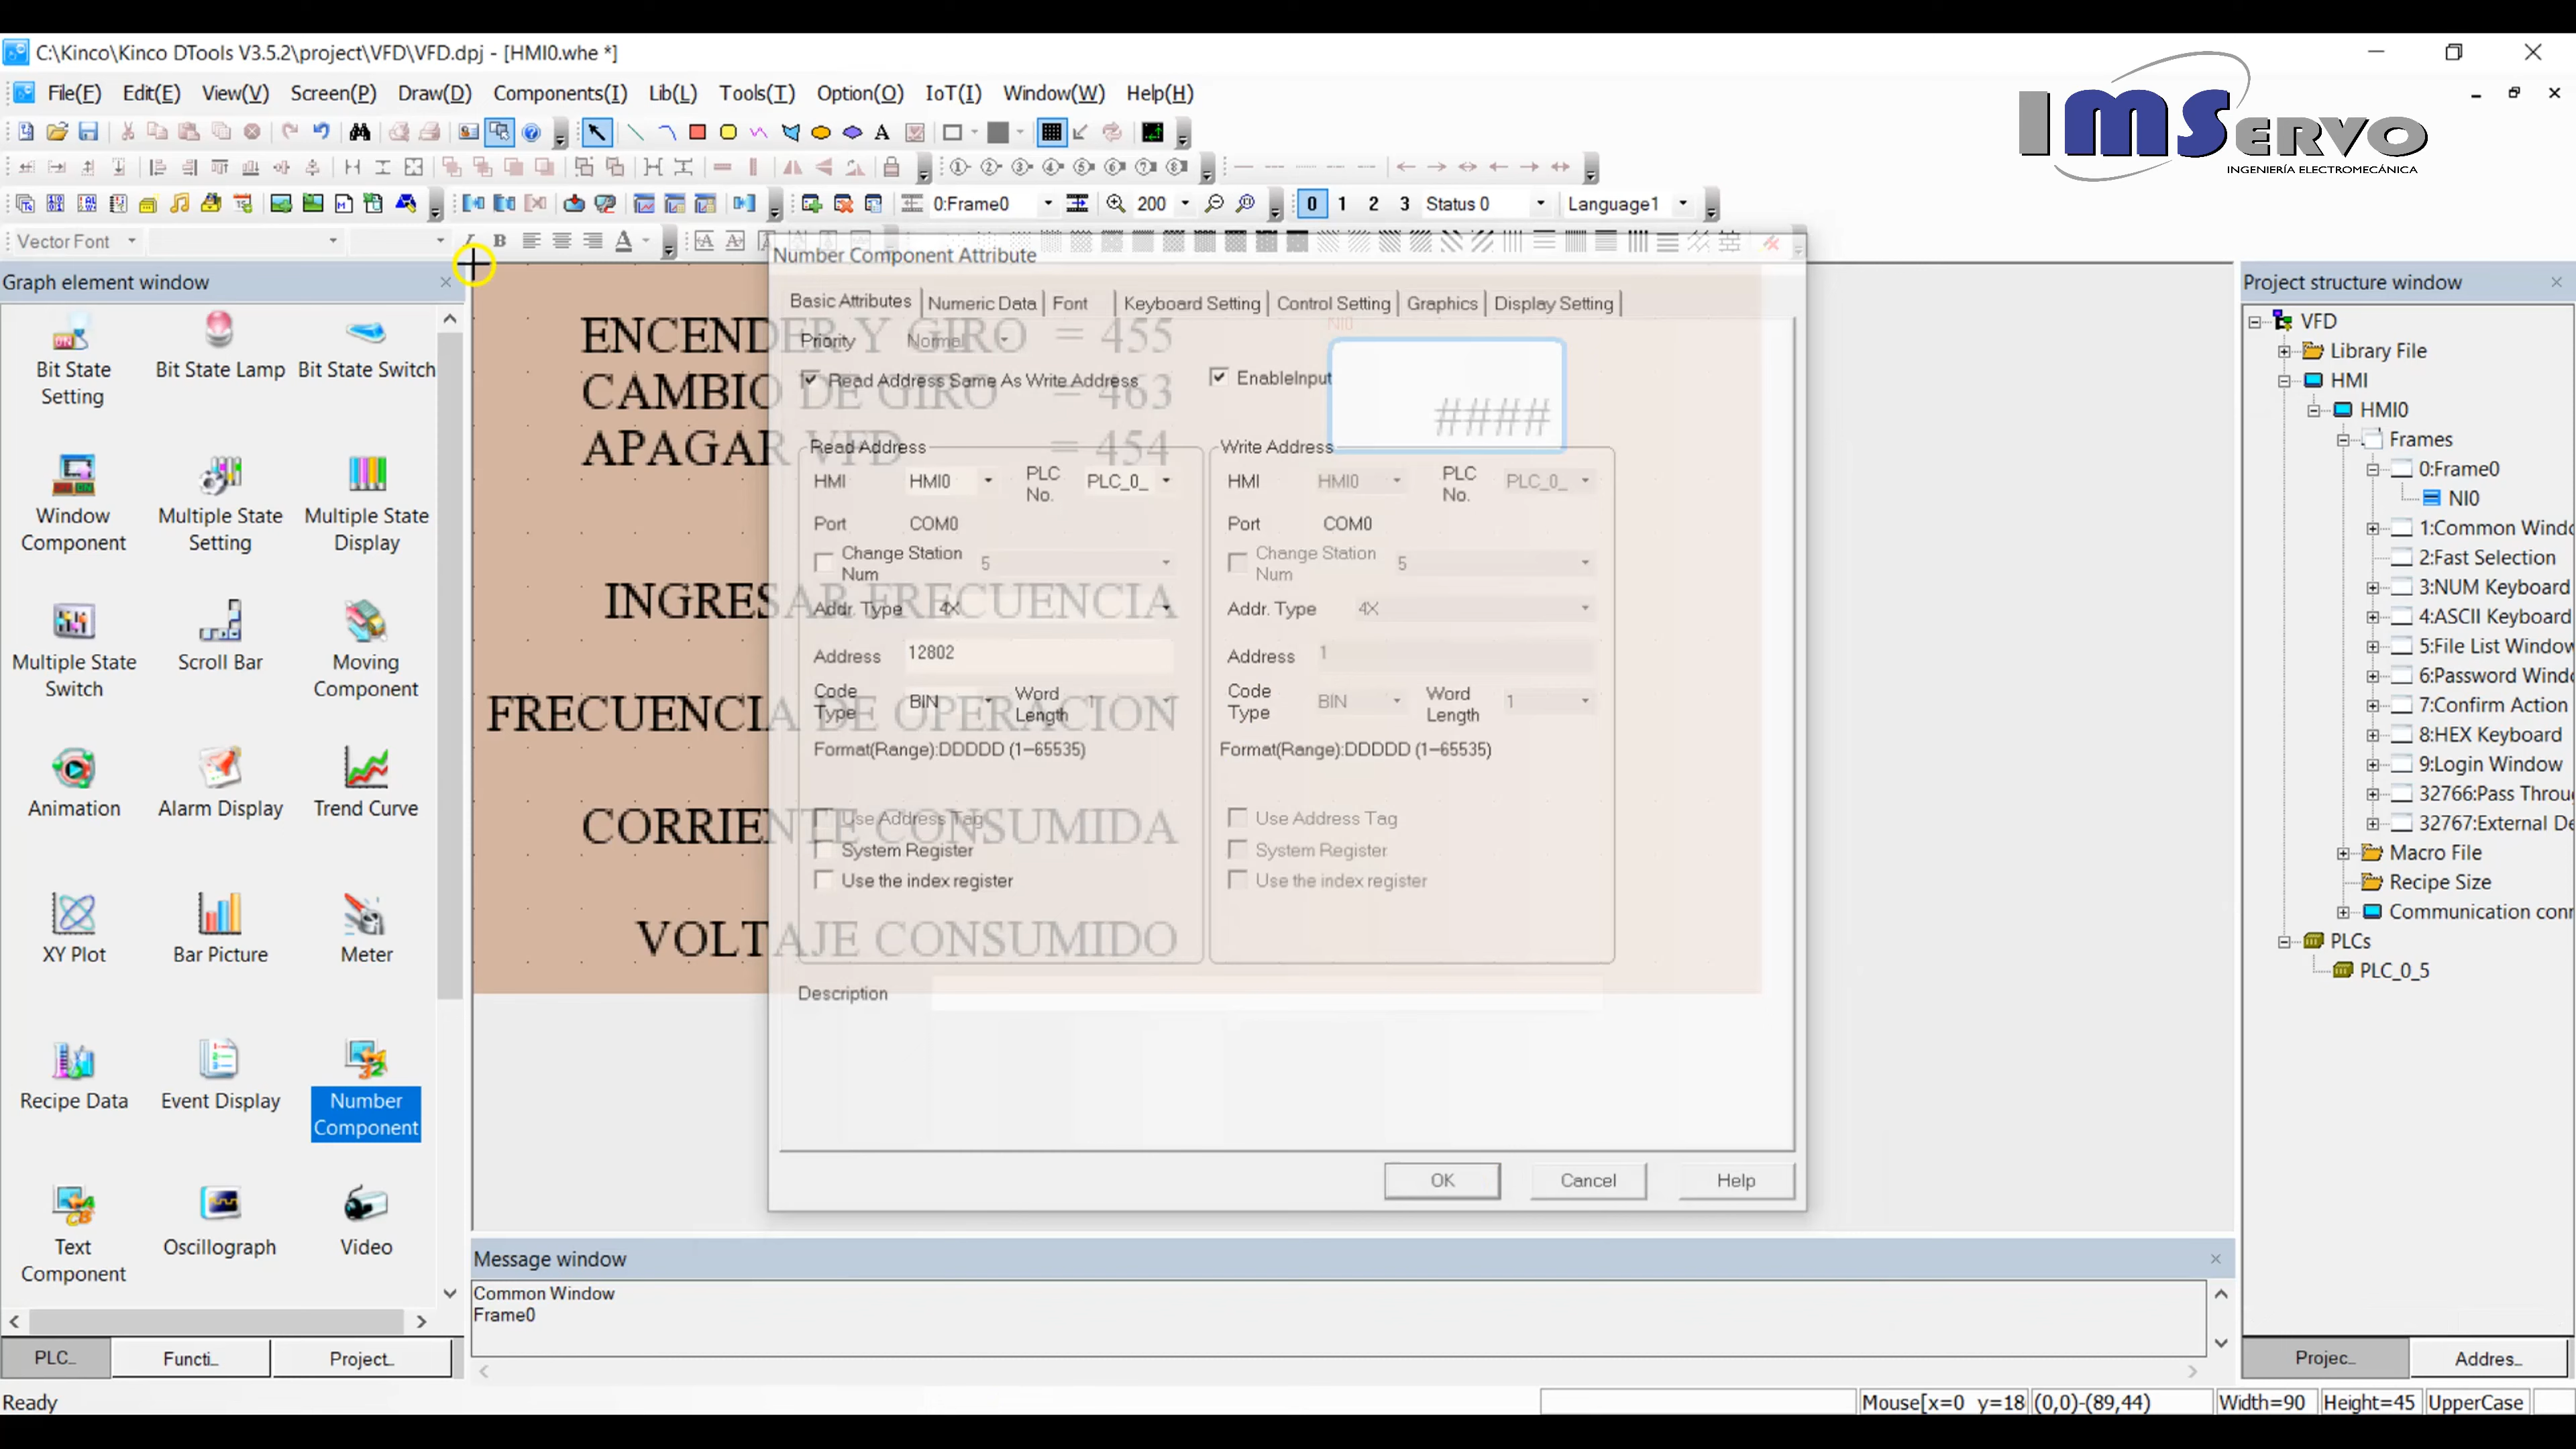 C:\Kinco\Kinco DTools V3.5.2\project\VFD\VFD.dpj - [HMI0.whe *]
IMSERVO
INGENIERÍA ELECTROMECÁNICA
File(F) Edit(E) View(V) Screen(P) Draw(D) Components(I) Lib(L) Tools(T) Option(O) IoT(I) Window(W) Help(H)
0:Frame0 200 0 1 2 3 Status 0 Language1
Vector Font
Graph element window
Bit State Setting
Bit State Lamp
Bit State Switch
Window Component
Multiple State Setting
Multiple State Display
Multiple State Switch
Scroll Bar
Moving Component
Animation
Alarm Display
Trend Curve
XY Plot
Bar Picture
Meter
Recipe Data
Event Display
Number Component
Text Component
Oscillograph
Video
PLC... Functi... Project...
ENCENDER Y GIRO = 455
CAMBIO DE GIRO = 463
APAGAR VFD = 454
INGRESAR FRECUENCIA
FRECUENCIA DE OPERACION
CORRIENTE CONSUMIDA
VOLTAJE CONSUMIDO
NI0
####
Number Component Attribute
Basic Attributes Numeric Data Font Keyboard Setting Control Setting Graphics Display Setting
Priority Normal
Read Address Same As Write Address
EnableInput
Read Address
HMI HMI0 PLC No. PLC_0_
Port COM0
Change Station Num 5
Addr. Type 4X
Address 12802
Code Type BIN Word Length 1
Format(Range):DDDDD (1~65535)
Use Address Tag
System Register
Use the index register
Write Address
HMI HMI0 PLC No. PLC_0_
Port COM0
Change Station Num 5
Addr. Type 4X
Address 1
Code Type BIN Word Length 1
Format(Range):DDDDD (1~65535)
Use Address Tag
System Register
Use the index register
Description
OK Cancel Help
Message window
Common Window
Frame0
Project structure window
VFD
Library File
HMI
HMI0
Frames
0:Frame0
NI0
1:Common Windo
2:Fast Selection
3:NUM Keyboard
4:ASCII Keyboard
5:File List Window
6:Password Windo
7:Confirm Action
8:HEX Keyboard
9:Login Window
32766:Pass Throu
32767:External De
Macro File
Recipe Size
Communication conn
PLCs
PLC_0_5
Projec... Addres...
Ready
Mouse[x=0 y=18 (0,0)-(89,44) Width=90 Height=45 UpperCase